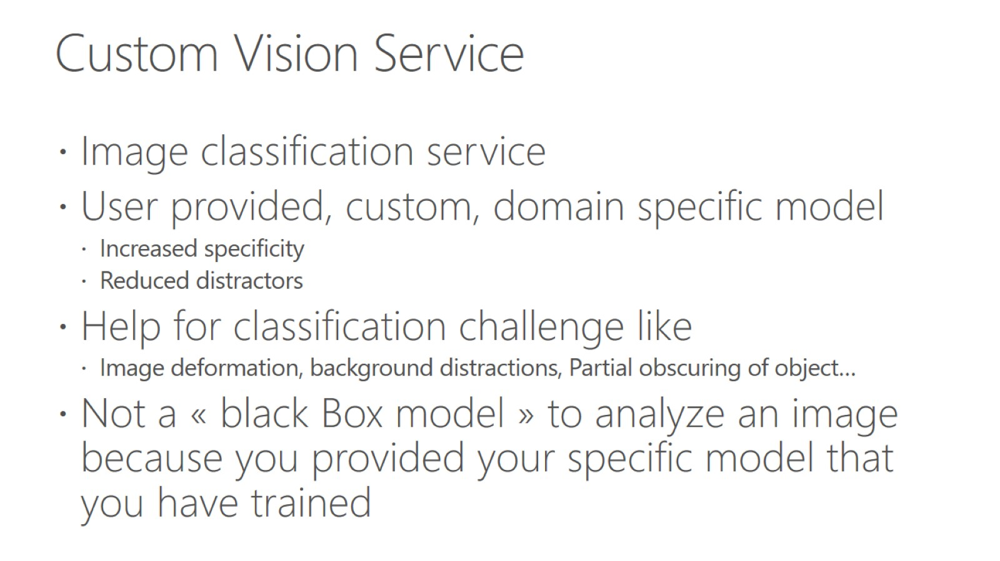 Custom Vision Service
· Image classification service
· User provided, custom, domain specific model
· Increased specificity
· Reduced distractors
· Help for classification challenge like
· Image deformation, background distractions, Partial obscuring of object...
· Not a « black Box model » to analyze an image
because you provided your specific model that
you have trained